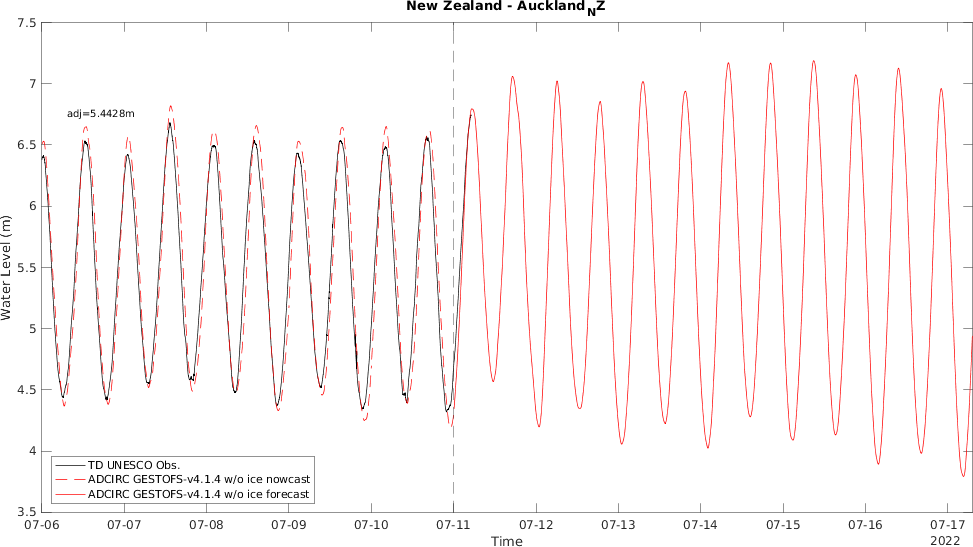 New Zealand - Auckland_NZ
7.5
7
6.5
6
5.5
5
4.5
4
3.5
Water Level (m)
adj=5.4428m
TD UNESCO Obs.
ADCIRC GESTOFS-v4.1.4 w/o ice nowcast
ADCIRC GESTOFS-v4.1.4 w/o ice forecast
07-06 07-07 07-08 07-09 07-10 07-11 07-12 07-13 07-14 07-15 07-16 07-17
Time
2022